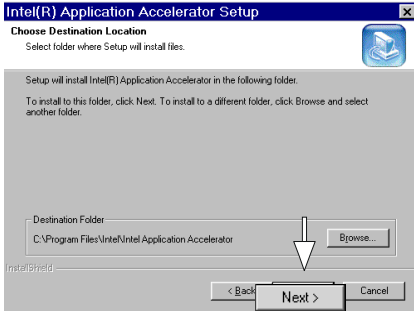 Intel(R) Application Accelerator Setup
Choose Destination Location
Select folder where Setup will install files.
Setup will install Intel(R) Application Accelerator in the following folder.
To install to this folder, click Next. To install to a different folder, click Browse and select
another folder.
Destination Folder
C:\Program Files\Intel\Intel Application Accelerator
Browse...
InstallShield
< Back
Next >
Cancel